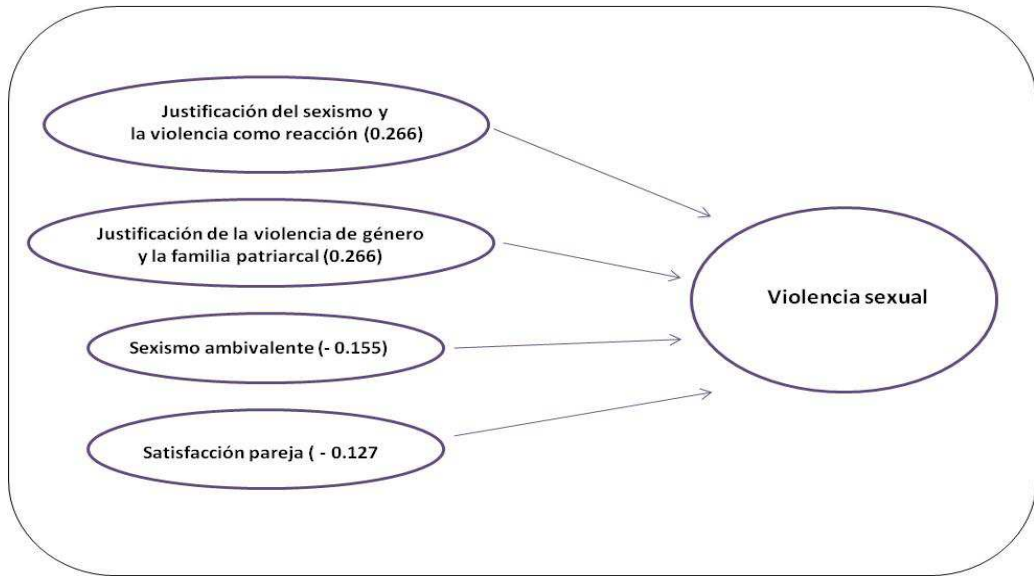 Justificación del sexismo y
la violencia como reacción (0.266)
Justificación de la violencia de género
y la familia patriarcal (0.266)
Sexismo ambivalente (- 0.155)
Satisfacción pareja ( - 0.127
Violencia sexual